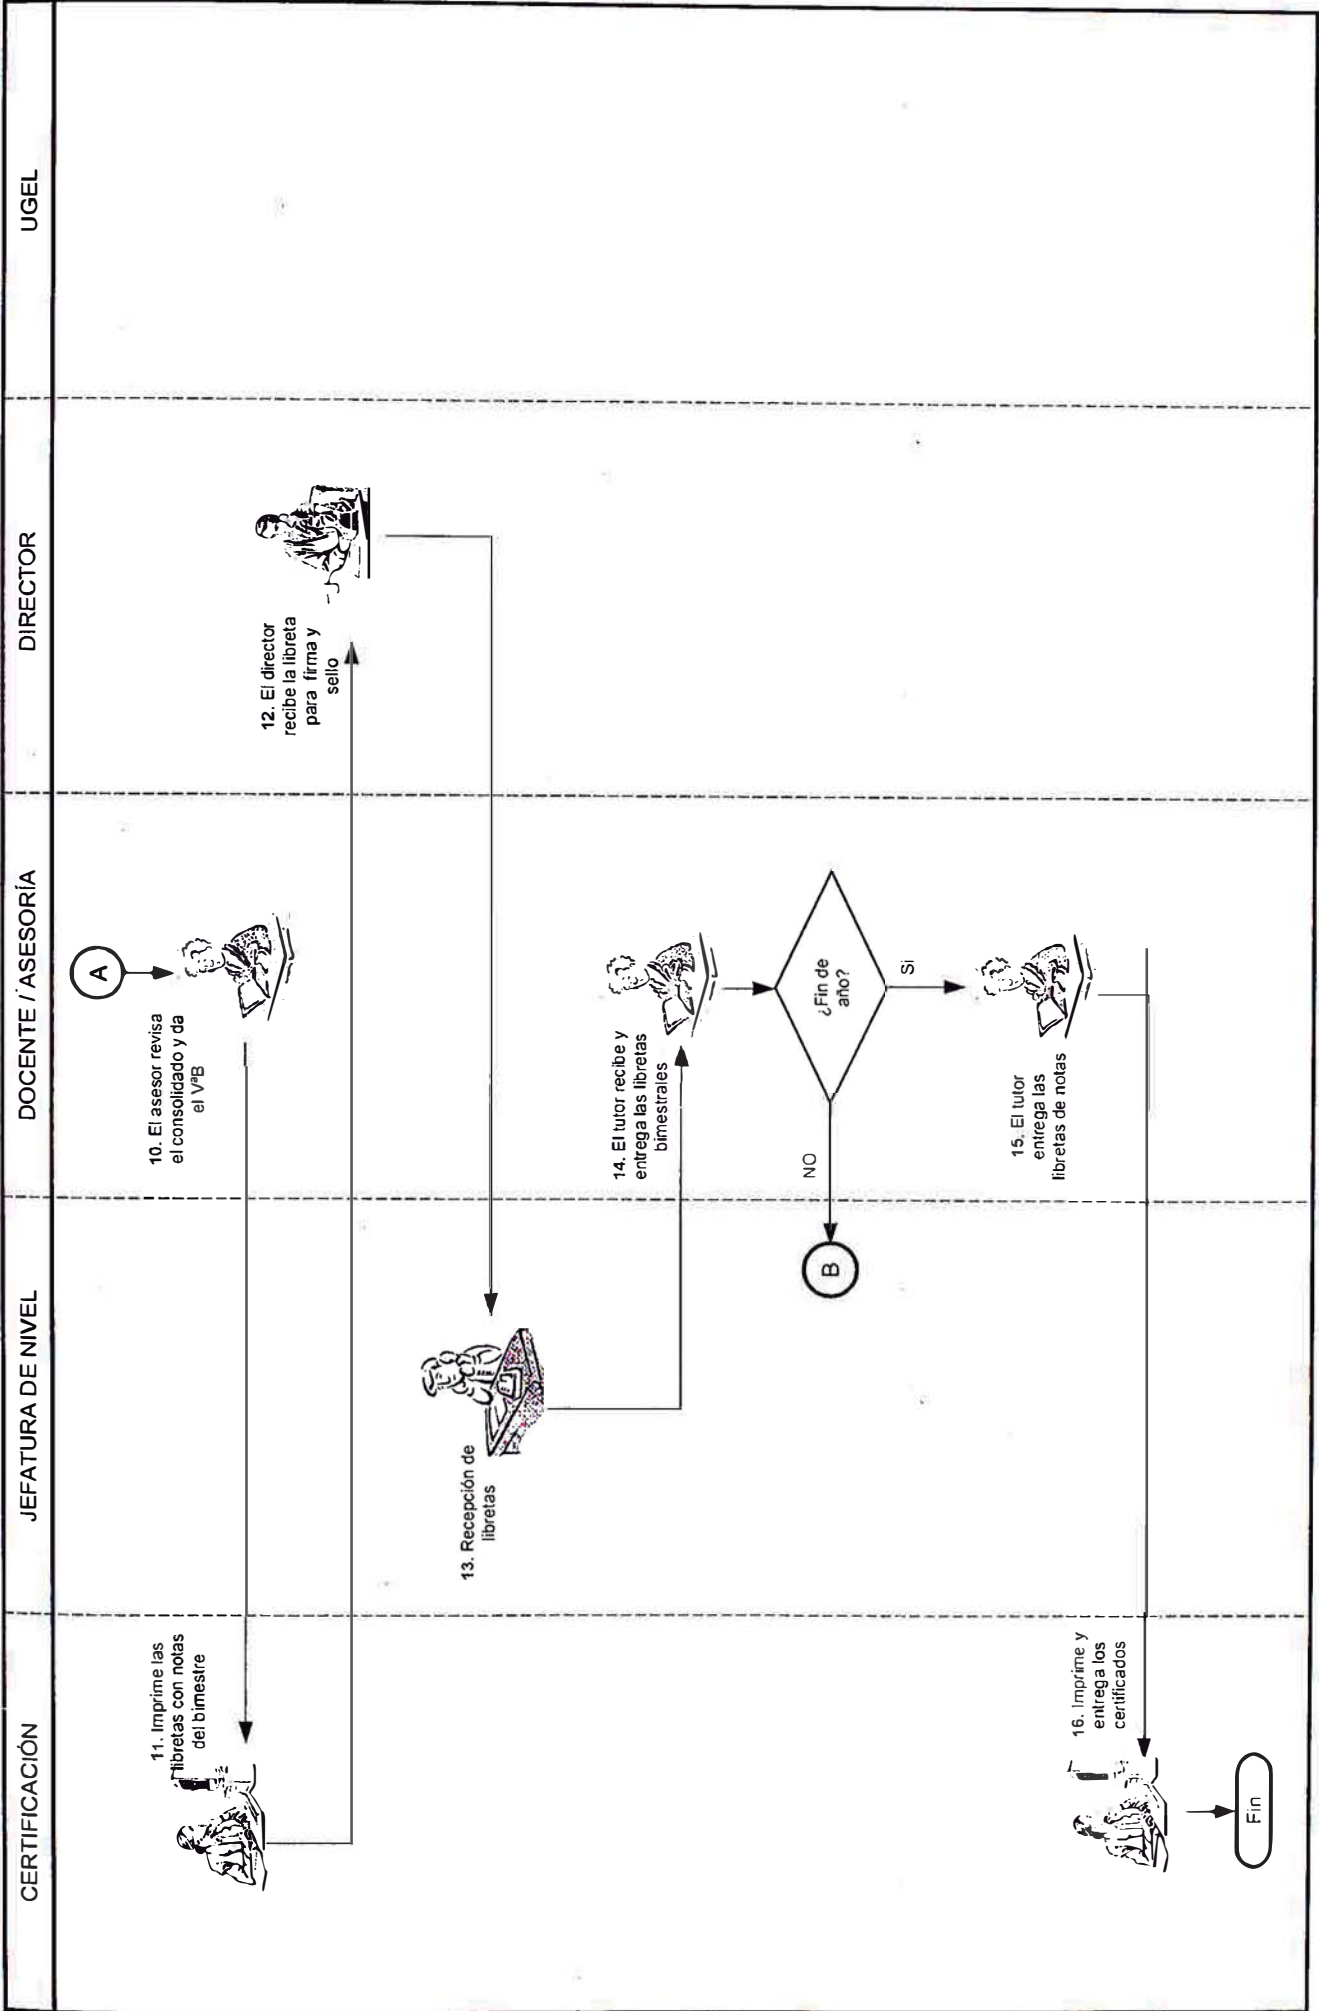 CERTIFICACIÓN
JEFATURA DE NIVEL
DOCENTE / ASESORÍA
DIRECTOR
UGEL
A
10. El asesor revisa
el consolidado y da
el VªB
11. Imprime las
libretas con notas
del bimestre
12. El director
recibe la libreta
para firma y
sello
13. Recepción de
libretas
14. El tutor recibe y
entrega las libretas
bimestrales
¿Fin de
año?
NO
B
Si
15. El tutor
entrega las
libretas de notas
16. Imprime y
entrega los
certificados
Fin